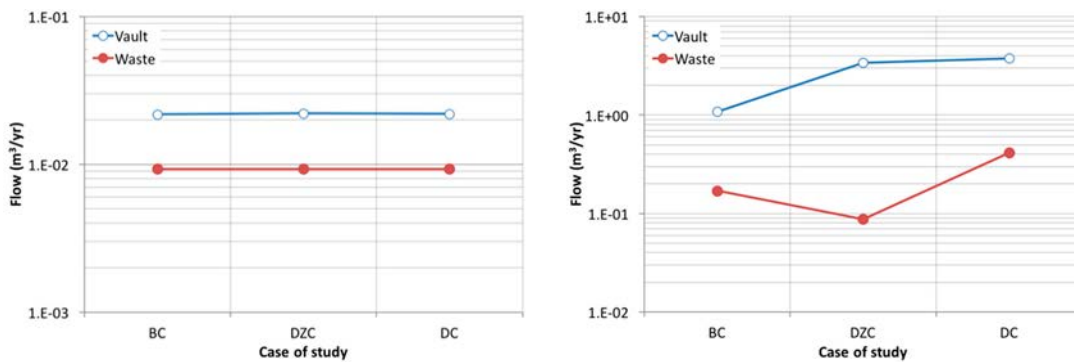 1.E-01
Vault
Waste
Flow (m³/yr)
1.E-02
1.E-03
BC
DZC
DC
Case of study
1.E+01
Vault
Waste
1.E+00
Flow (m³/yr)
1.E-01
1.E-02
BC
DZC
DC
Case of study